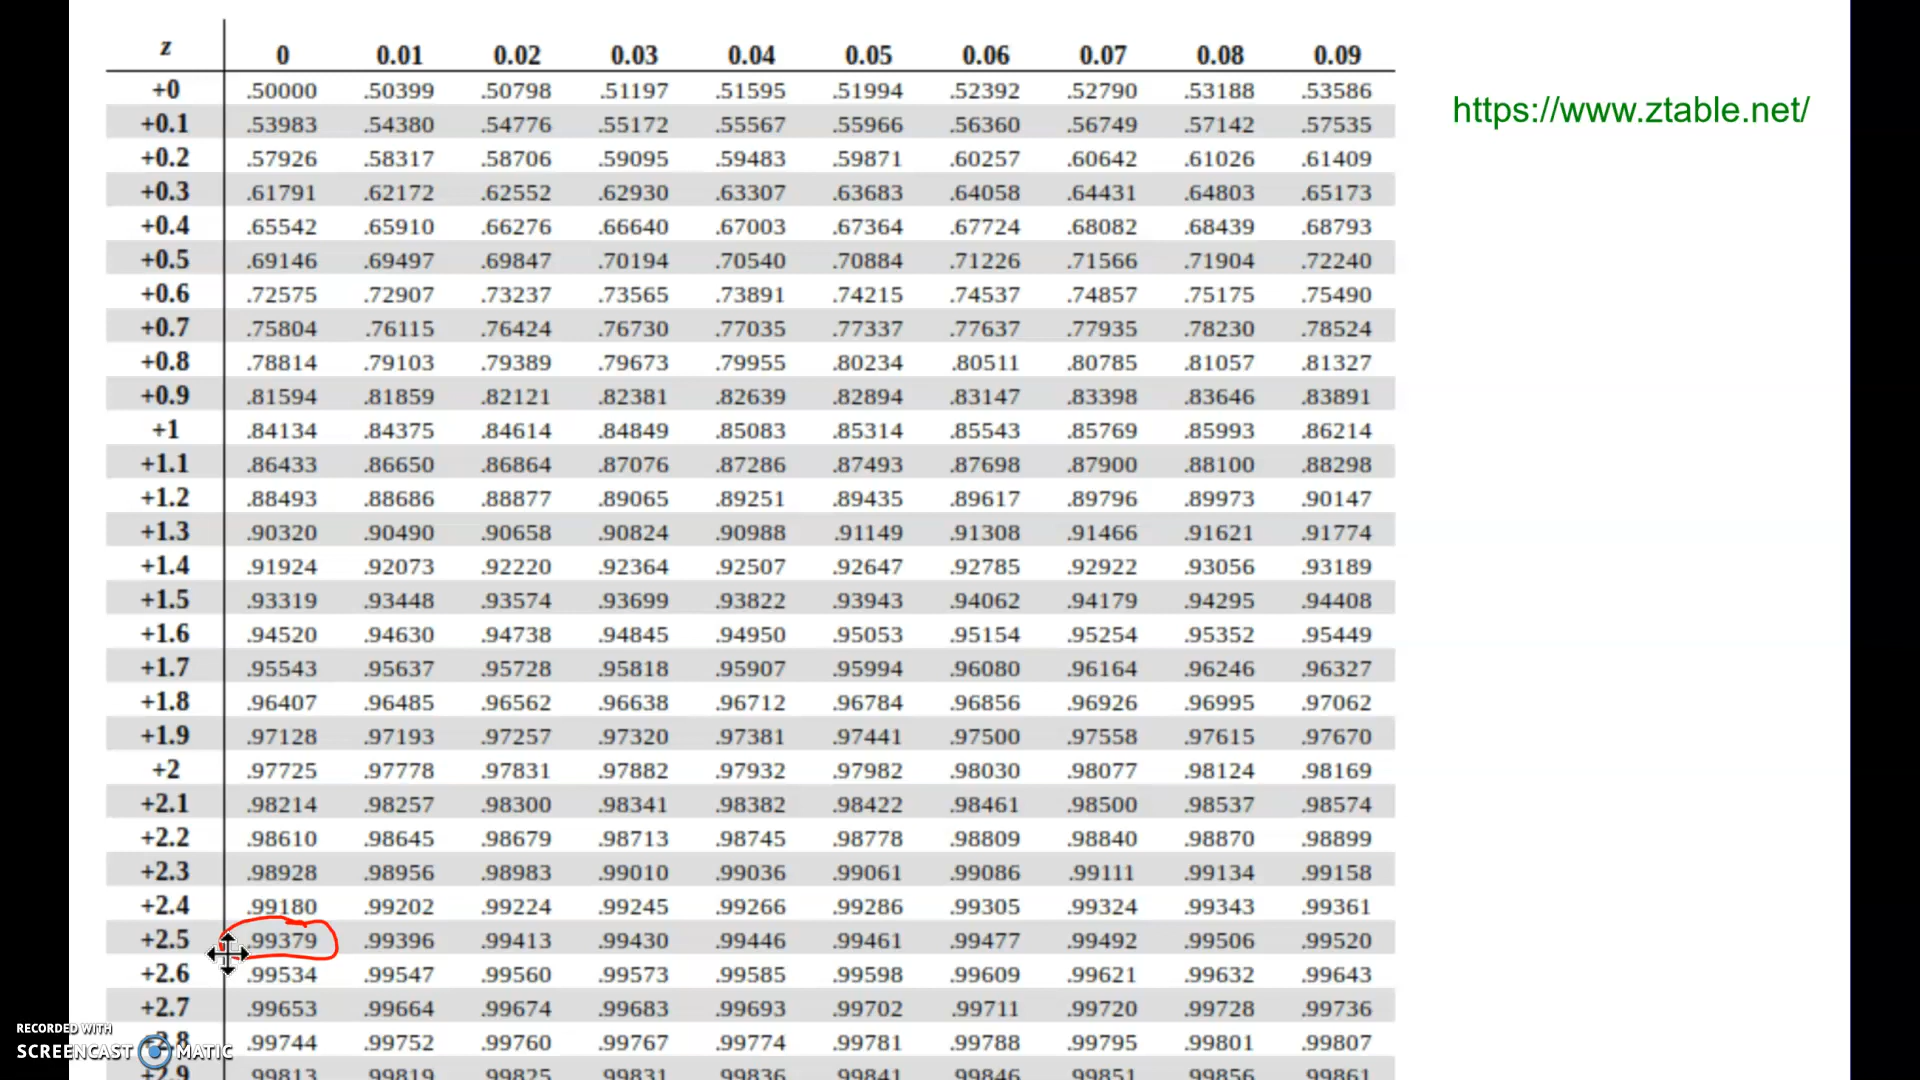 z 0 0.01 0.02 0.03 0.04 0.05 0.06 0.07 0.08 0.09
+0 .50000 .50399 .50798 .51197 .51595 .51994 .52392 .52790 .53188 .53586
https://www.ztable.net/
+0.1 .53983 .54380 .54776 .55172 .55567 .55966 .56360 .56749 .57142 .57535
+0.2 .57926 .58317 .58706 .59095 .59483 .59871 .60257 .60642 .61026 .61409
+0.3 .61791 .62172 .62552 .62930 .63307 .63683 .64058 .64431 .64803 .65173
+0.4 .65542 .65910 .66276 .66640 .67003 .67364 .67724 .68082 .68439 .68793
+0.5 .69146 .69497 .69847 .70194 .70540 .70884 .71226 .71566 .71904 .72240
+0.6 .72575 .72907 .73237 .73565 .73891 .74215 .74537 .74857 .75175 .75490
+0.7 .75804 .76115 .76424 .76730 .77035 .77337 .77637 .77935 .78230 .78524
+0.8 .78814 .79103 .79389 .79673 .79955 .80234 .80511 .80785 .81057 .81327
+0.9 .81594 .81859 .82121 .82381 .82639 .82894 .83147 .83398 .83646 .83891
+1 .84134 .84375 .84614 .84849 .85083 .85314 .85543 .85769 .85993 .86214
+1.1 .86433 .86650 .86864 .87076 .87286 .87493 .87698 .87900 .88100 .88298
+1.2 .88493 .88686 .88877 .89065 .89251 .89435 .89617 .89796 .89973 .90147
+1.3 .90320 .90490 .90658 .90824 .90988 .91149 .91308 .91466 .91621 .91774
+1.4 .91924 .92073 .92220 .92364 .92507 .92647 .92785 .92922 .93056 .93189
+1.5 .93319 .93448 .93574 .93699 .93822 .93943 .94062 .94179 .94295 .94408
+1.6 .94520 .94630 .94738 .94845 .94950 .95053 .95154 .95254 .95352 .95449
+1.7 .95543 .95637 .95728 .95818 .95907 .95994 .96080 .96164 .96246 .96327
+1.8 .96407 .96485 .96562 .96638 .96712 .96784 .96856 .96926 .96995 .97062
+1.9 .97128 .97193 .97257 .97320 .97381 .97441 .97500 .97558 .97615 .97670
+2 .97725 .97778 .97831 .97882 .97932 .97982 .98030 .98077 .98124 .98169
+2.1 .98214 .98257 .98300 .98341 .98382 .98422 .98461 .98500 .98537 .98574
+2.2 .98610 .98645 .98679 .98713 .98745 .98778 .98809 .98840 .98870 .98899
+2.3 .98928 .98956 .98983 .99010 .99036 .99061 .99086 .99111 .99134 .99158
+2.4 .99180 .99202 .99224 .99245 .99266 .99286 .99305 .99324 .99343 .99361
+2.5 .99379 .99396 .99413 .99430 .99446 .99461 .99477 .99492 .99506 .99520
+2.6 .99534 .99547 .99560 .99573 .99585 .99598 .99609 .99621 .99632 .99643
+2.7 .99653 .99664 .99674 .99683 .99693 .99702 .99711 .99720 .99728 .99736
+2.8 .99744 .99752 .99760 .99767 .99774 .99781 .99788 .99795 .99801 .99807
+2.9 .99813 .99819 .99825 .99831 .99836 .99841 .99846 .99851 .99856 .99861
RECORDED WITH
SCREENCAST MATIC